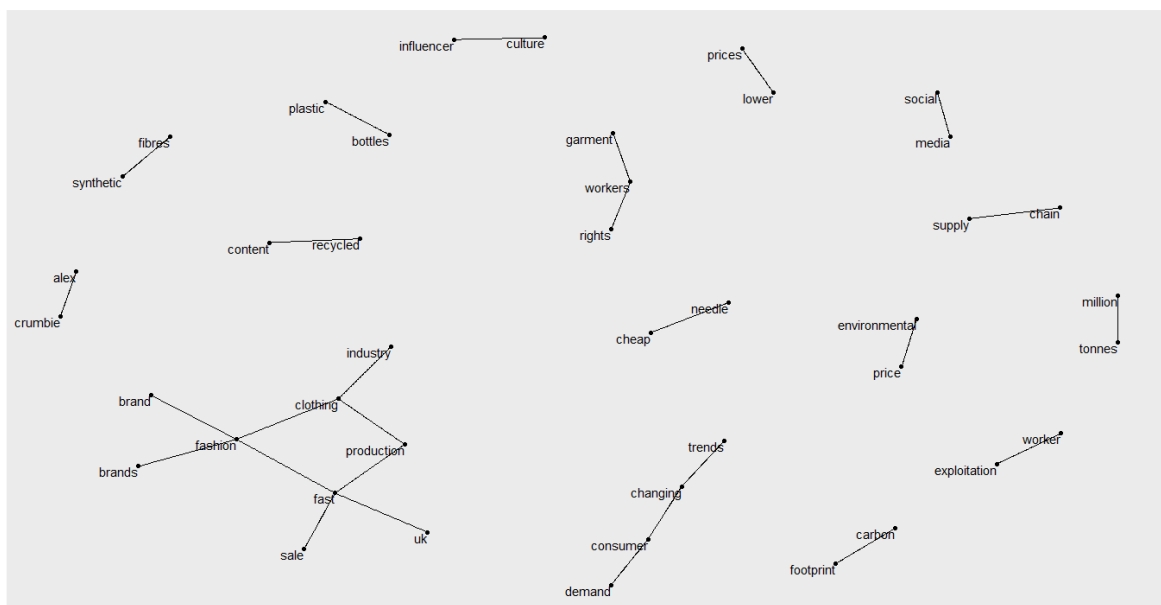 influencer
culture
prices
lower
social
media
plastic
bottles
fibres
synthetic
garment
workers
rights
supply
chain
content
recycled
alex
crumbie
needle
cheap
environmental
price
million
tonnes
industry
clothing
brand
fashion
brands
production
fast
sale
uk
trends
changing
consumer
demand
worker
exploitation
carbon
footprint